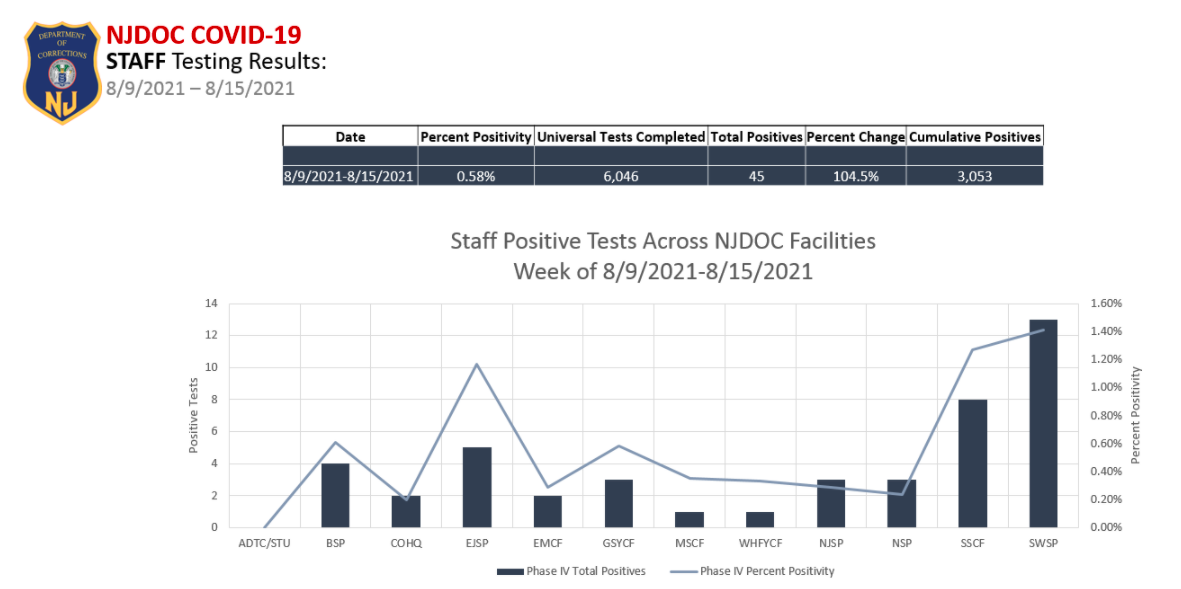 DEPARTMENT
OF
CORRECTIONS
NJ
NJDOC COVID-19
STAFF Testing Results:
8/9/2021 – 8/15/2021
Date Percent Positivity Universal Tests Completed Total Positives Percent Change Cumulative Positives
8/9/2021-8/15/2021 0.58% 6,046 45 104.5% 3,053
Staff Positive Tests Across NJDOC Facilities
Week of 8/9/2021-8/15/2021
Positive Tests
14
12
10
8
6
4
2
0
1.60%
1.40%
1.20%
1.00%
0.80%
0.60%
0.40%
0.20%
0.00%
Percent Positivity
ADTC/STU BSP COHQ EJSP EMCF GSYCF MSCF WHFYCF NJSP NSP SSCF SWSP
Phase IV Total Positives Phase IV Percent Positivity